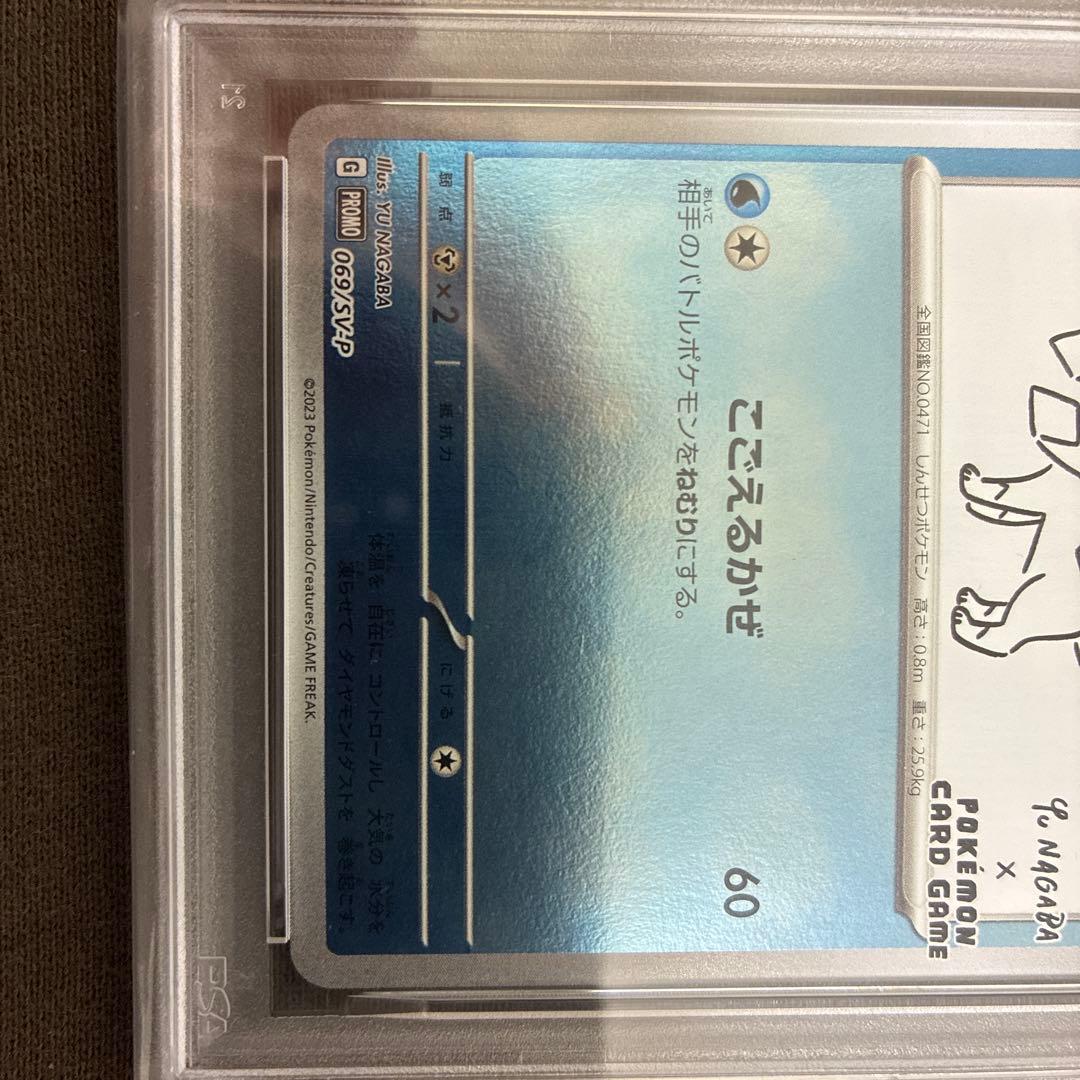 Yu NAGABA
×
POKÉMON
CARD GAME
全国図鑑NO.0471 しんせつポケモン 高さ：0.8m 重さ：25.9kg
こごえるかぜ 60
相手のバトルポケモンをねむりにする。
あいて
弱点 ×2 抵抗力 にげる
Illus. YU NAGABA
G PROMO 069/SV-P
体温を 自在に コントロールし 大気の 水分を
凍らせて ダイヤモンドダストを 巻き起こす。
©2023 Pokémon/Nintendo/Creatures/GAME FREAK.
PSA